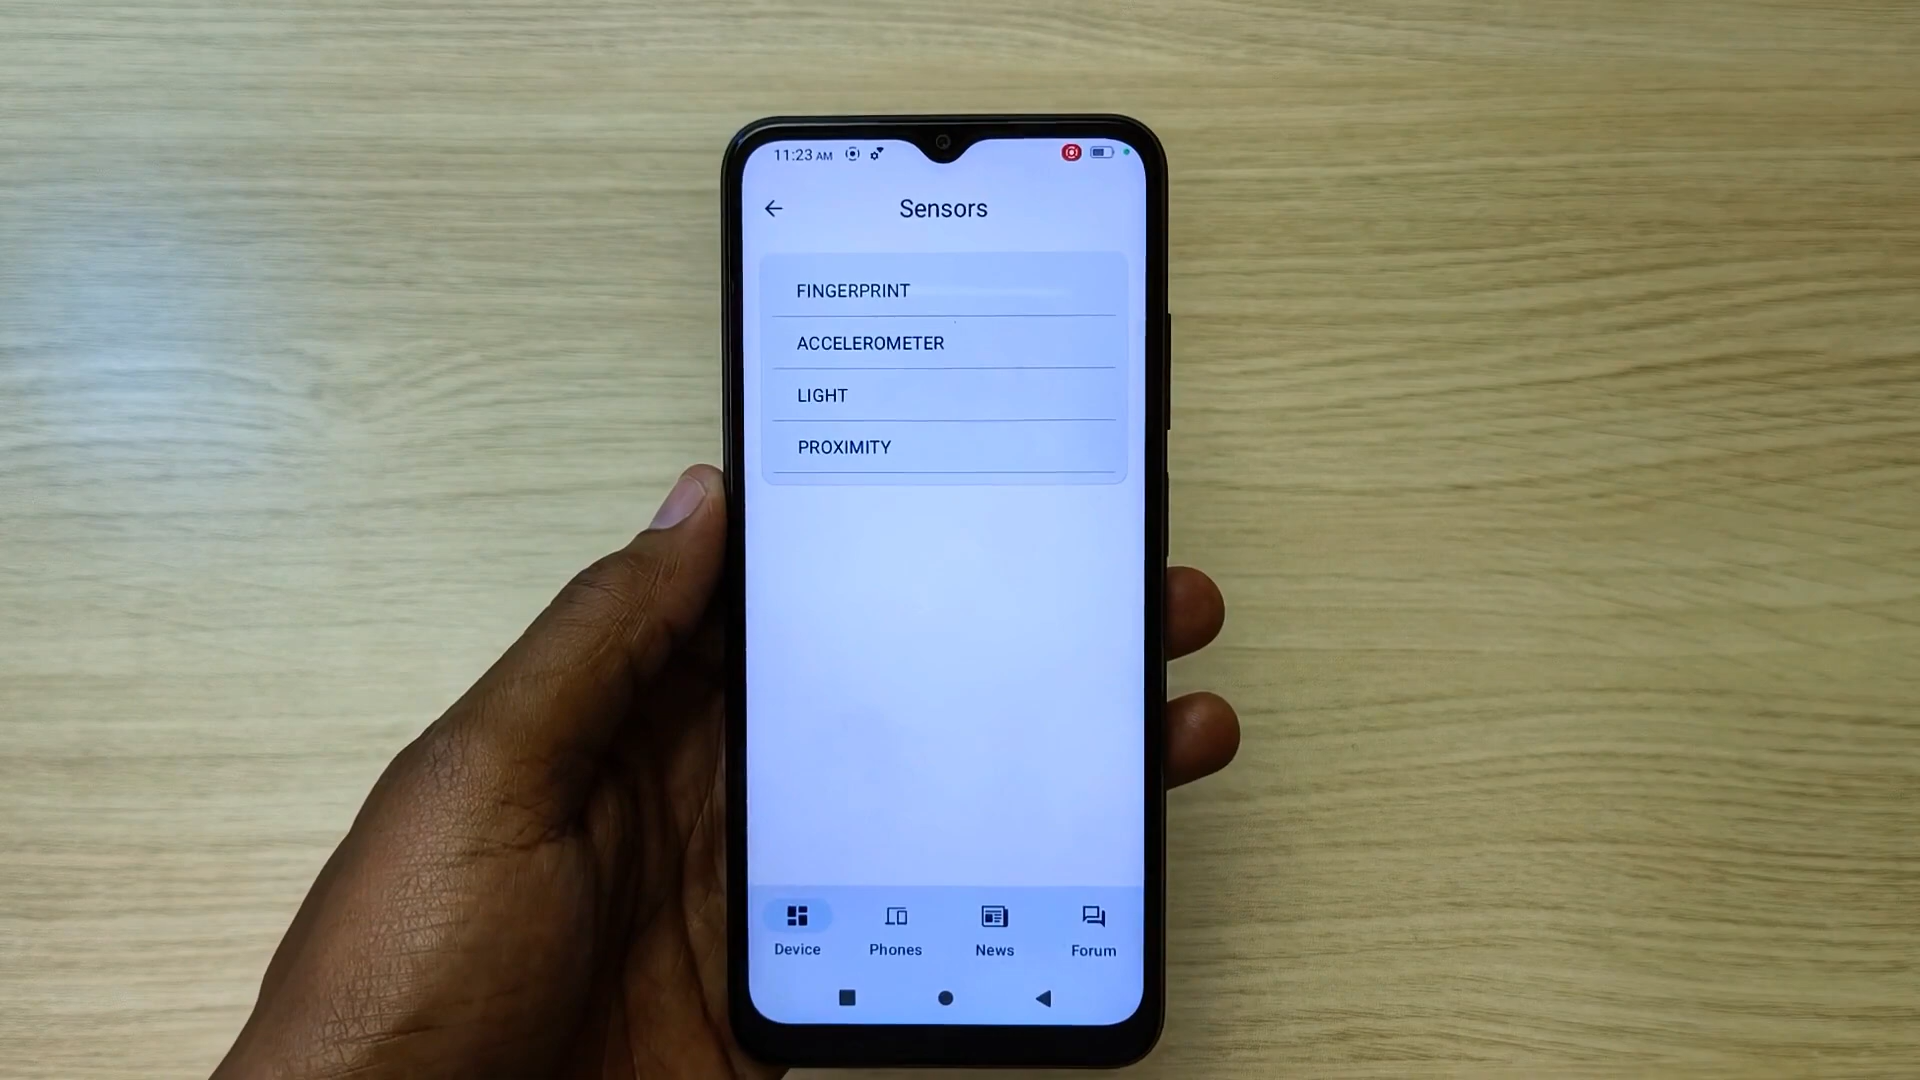 11:23 AM
Sensors
FINGERPRINT
ACCELEROMETER
LIGHT
PROXIMITY
Device Phones News Forum